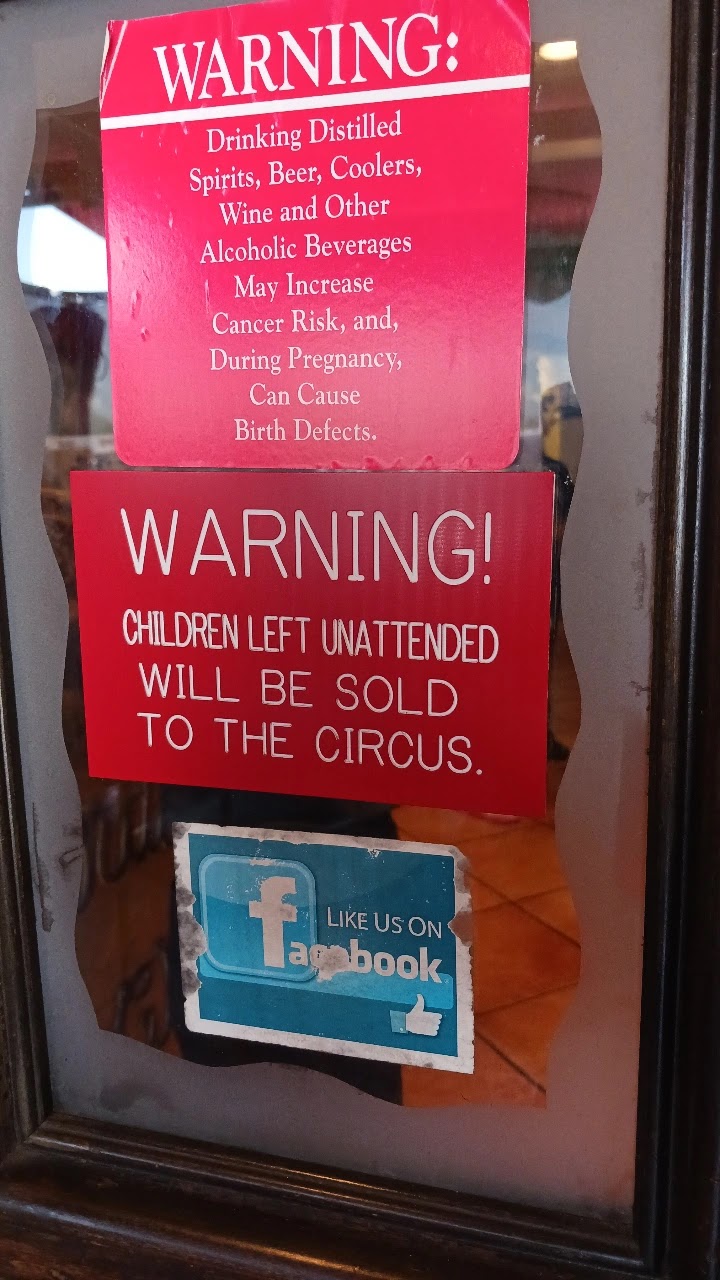 WARNING:
Drinking Distilled
Spirits, Beer, Coolers,
Wine and Other
Alcoholic Beverages
May Increase
Cancer Risk, and,
During Pregnancy,
Can Cause
Birth Defects.
WARNING!
CHILDREN LEFT UNATTENDED
WILL BE SOLD
TO THE CIRCUS.
LIKE US ON
facebook